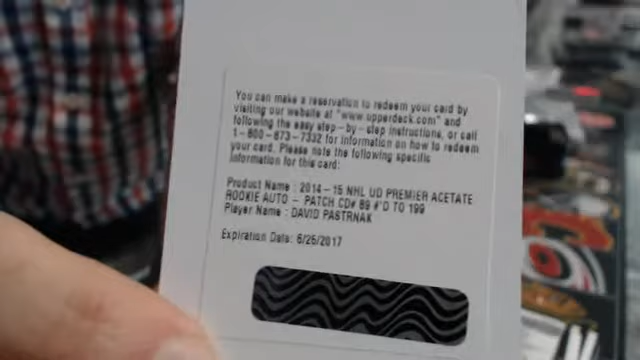 You can make a reservation to redeem your card by
visiting our website at "www.upperdeck.com" and
following the easy step-by-step instructions, or call
1-800-873-7332 for information on how to redeem
your card. Please note the following specific
information for this card:
Product Name : 2014-15 NHL UD PREMIER ACETATE
ROOKIE AUTO - PATCH CD# 89 #'D TO 199
Player Name : DAVID PASTRNAK
Expiration Date: 6/25/2017